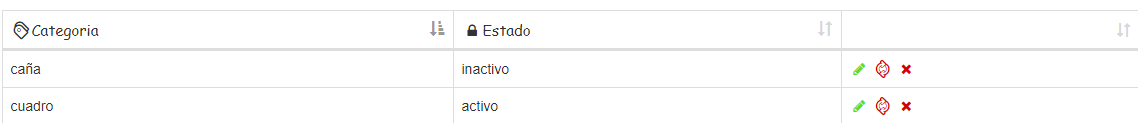 Categoria Estado
caña inactivo
cuadro activo